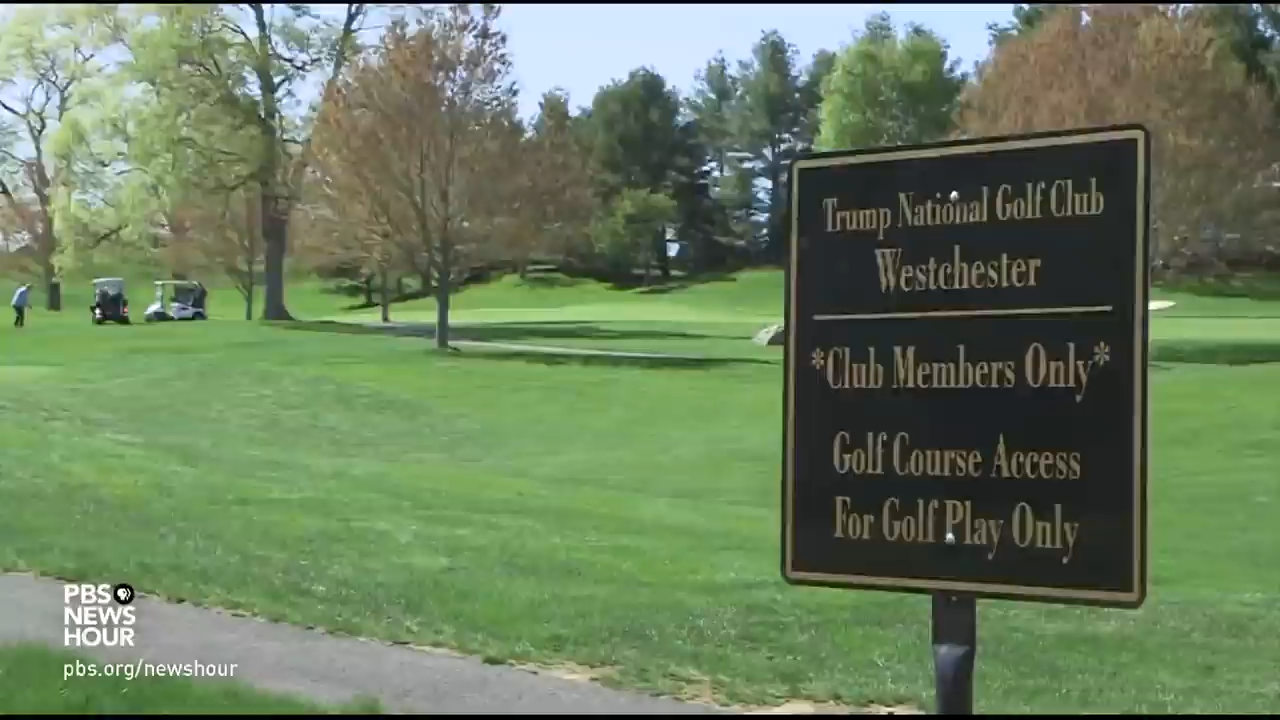 Trump National Golf Club
Westchester
*Club Members Only*
Golf Course Access
For Golf Play Only
PBS
NEWS
HOUR
pbs.org/newshour